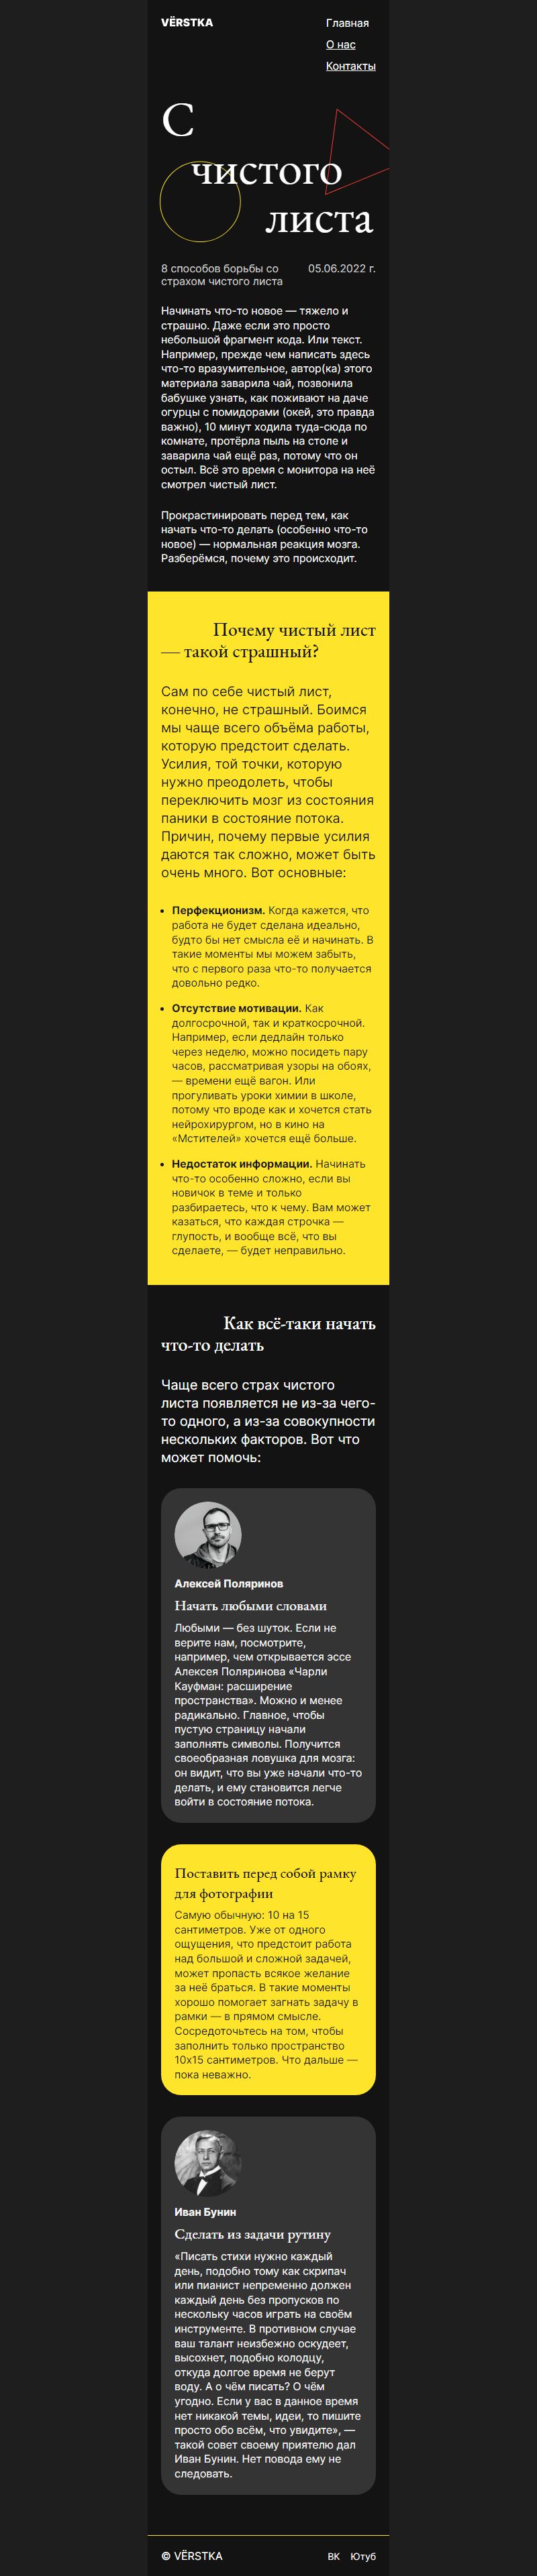 VËRSTKA
Главная
О нас
Контакты
С
чистого
листа
8 способов борьбы со
страхом чистого листа
05.06.2022 г.
Начинать что-то новое — тяжело и
страшно. Даже если это просто
небольшой фрагмент кода. Или текст.
Например, прежде чем написать здесь
что-то вразумительное, автор(ка) этого
материала заварила чай, позвонила
бабушке узнать, как поживают на даче
огурцы с помидорами (окей, это правда
важно), 10 минут ходила туда-сюда по
комнате, протёрла пыль на столе и
заварила чай ещё раз, потому что он
остыл. Всё это время с монитора на неё
смотрел чистый лист.
Прокрастинировать перед тем, как
начать что-то делать (особенно что-то
новое) — нормальная реакция мозга.
Разберёмся, почему это происходит.
Почему чистый лист
— такой страшный?
Сам по себе чистый лист,
конечно, не страшный. Боимся
мы чаще всего объёма работы,
которую предстоит сделать.
Усилия, той точки, которую
нужно преодолеть, чтобы
переключить мозг из состояния
паники в состояние потока.
Причин, почему первые усилия
даются так сложно, может быть
очень много. Вот основные:
• Перфекционизм. Когда кажется, что
работа не будет сделана идеально,
будто бы нет смысла её и начинать. В
такие моменты мы можем забыть,
что с первого раза что-то получается
довольно редко.
• Отсутствие мотивации. Как
долгосрочной, так и краткосрочной.
Например, если дедлайн только
через неделю, можно посидеть пару
часов, рассматривая узоры на обоях,
— времени ещё вагон. Или
прогуливать уроки химии в школе,
потому что вроде как и хочется стать
нейрохирургом, но в кино на
«Мстителей» хочется ещё больше.
• Недостаток информации. Начинать
что-то особенно сложно, если вы
новичок в теме и только
разбираетесь, что к чему. Вам может
казаться, что каждая строчка —
глупость, и вообще всё, что вы
сделаете, — будет неправильно.
Как всё-таки начать
что-то делать
Чаще всего страх чистого
листа появляется не из-за чего-
то одного, а из-за совокупности
нескольких факторов. Вот что
может помочь:
Алексей Поляринов
Начать любыми словами
Любыми — без шуток. Если не
верите нам, посмотрите,
например, чем открывается эссе
Алексея Поляринова «Чарли
Кауфман: расширение
пространства». Можно и менее
радикально. Главное, чтобы
пустую страницу начали
заполнять символы. Получится
своеобразная ловушка для мозга:
он видит, что вы уже начали что-то
делать, и ему становится легче
войти в состояние потока.
Поставить перед собой рамку
для фотографии
Самую обычную: 10 на 15
сантиметров. Уже от одного
ощущения, что предстоит работа
над большой и сложной задачей,
может пропасть всякое желание
за неё браться. В такие моменты
хорошо помогает загнать задачу в
рамки — в прямом смысле.
Сосредоточьтесь на том, чтобы
заполнить только пространство
10х15 сантиметров. Что дальше —
пока неважно.
Иван Бунин
Сделать из задачи рутину
«Писать стихи нужно каждый
день, подобно тому как скрипач
или пианист непременно должен
каждый день без пропусков по
нескольку часов играть на своём
инструменте. В противном случае
ваш талант неизбежно оскудеет,
высохнет, подобно колодцу,
откуда долгое время не берут
воду. А о чём писать? О чём
угодно. Если у вас в данное время
нет никакой темы, идеи, то пишите
просто обо всём, что увидите», —
такой совет своему приятелю дал
Иван Бунин. Нет повода ему не
следовать.
© VËRSTKA
ВК
Ютуб